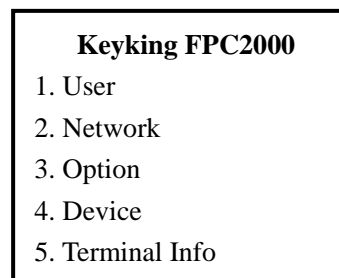 Keyking FPC2000
1. User
2. Network
3. Option
4. Device
5. Terminal Info